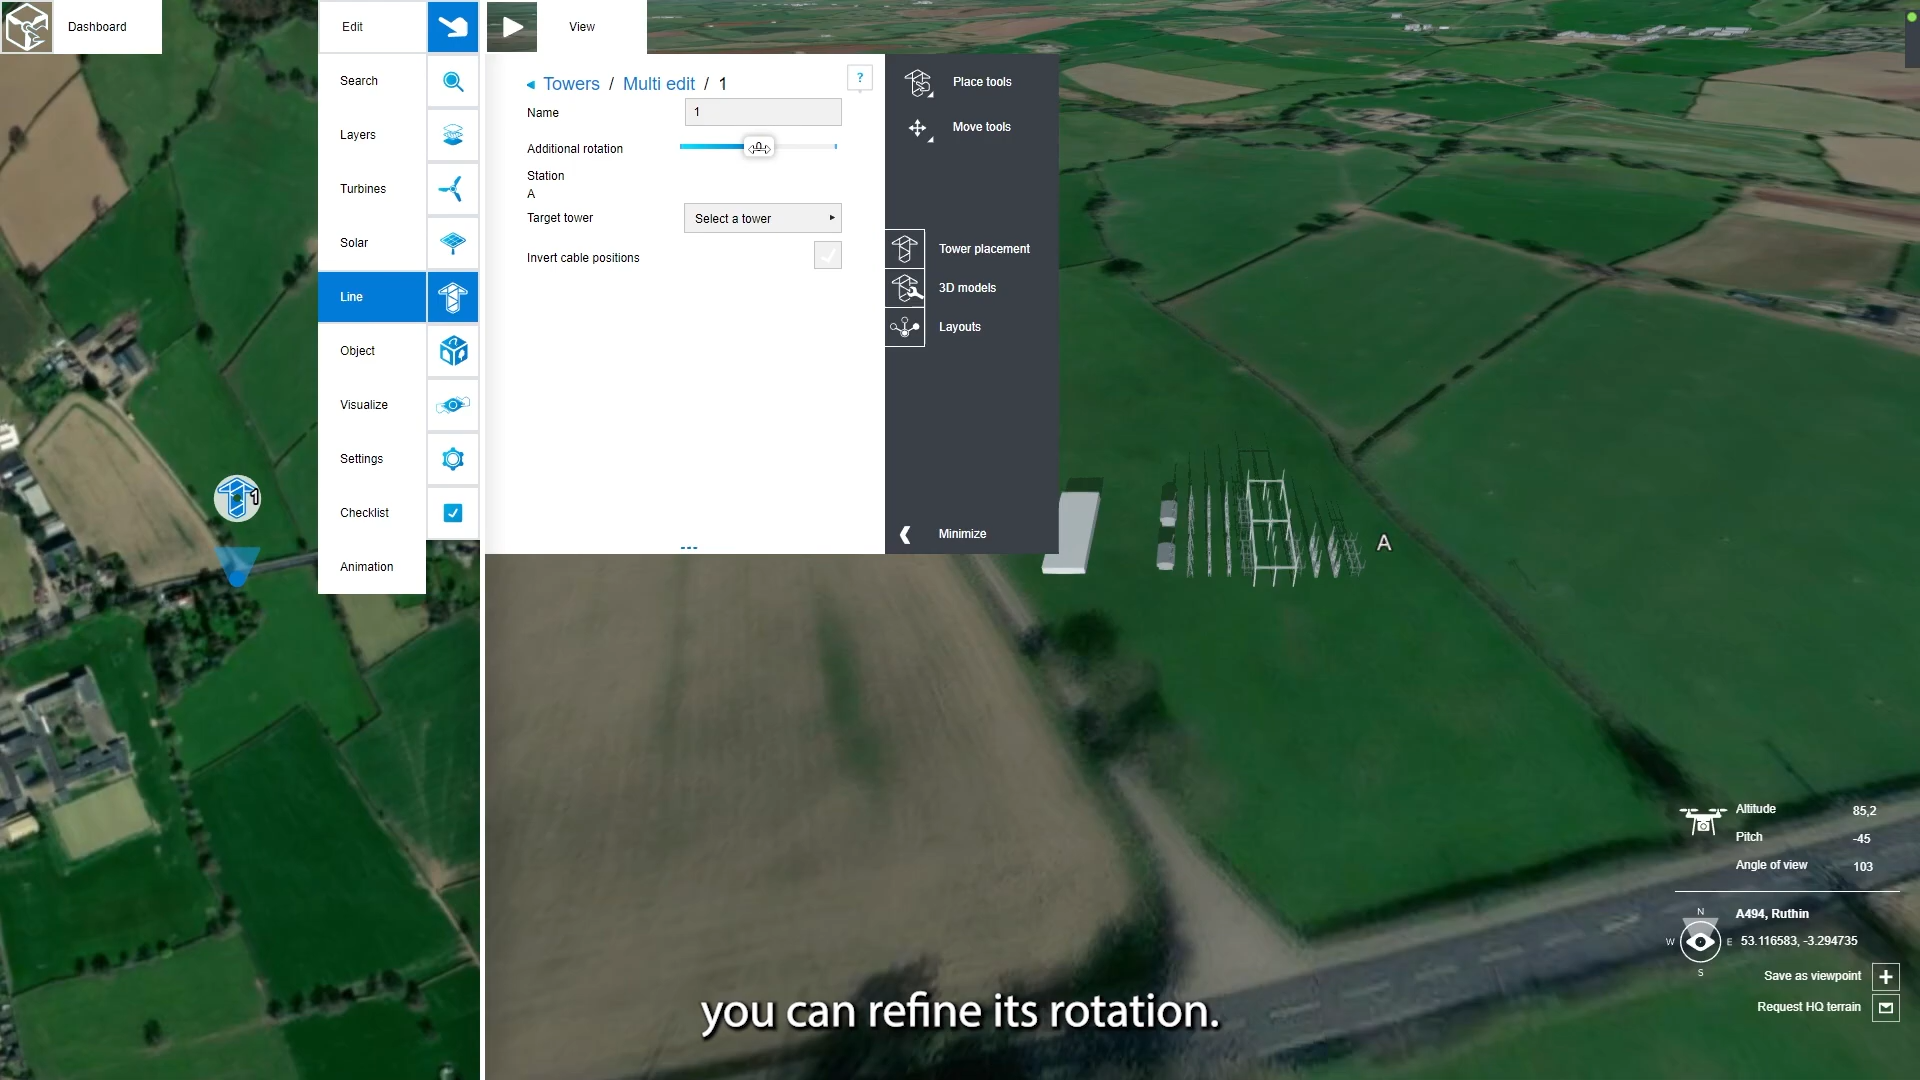 Dashboard
Edit
View
Search
Layers
Turbines
Solar
Line
Object
Visualize
Settings
Checklist
Animation
1
Towers / Multi edit / 1
?
Name
1
Additional rotation
0
Station
A
Target tower
Select a tower
Invert cable positions
Place tools
Move tools
Tower placement
3D models
Layouts
Minimize
A
Altitude 85,2
Pitch -45
Angle of view 103
N
W E
S
A494, Ruthin
53.116583, -3.294735
Save as viewpoint
Request HQ terrain
you can refine its rotation.